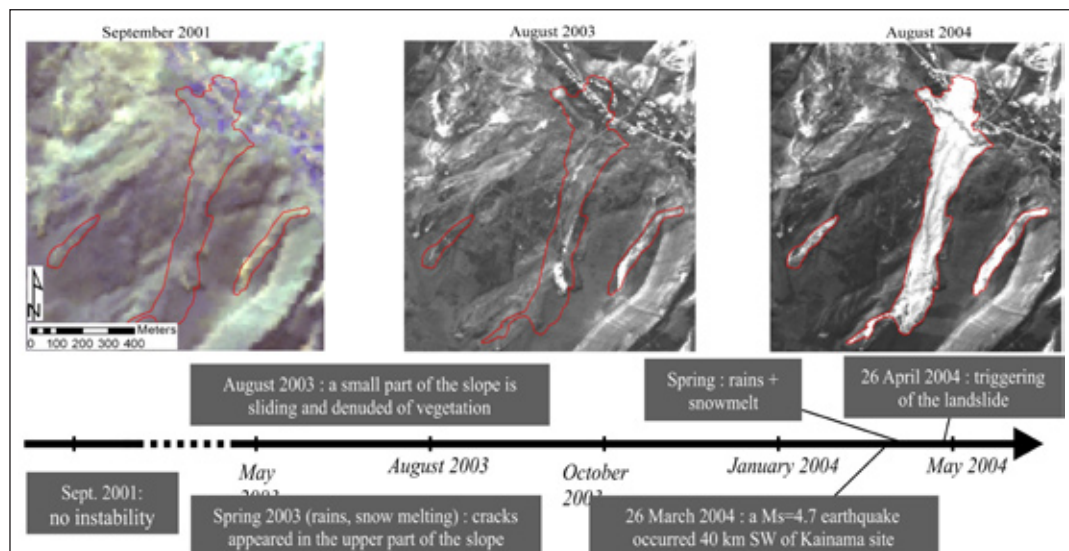 September 2001
August 2003
August 2004
N
Meters
0 100 200 300 400
August 2003 : a small part of the slope is
sliding and denuded of vegetation
Spring : rains +
snowmelt
26 April 2004 : triggering
of the landslide
May
2003
August 2003
October
2003
January 2004
May 2004
Sept. 2001:
no instability
Spring 2003 (rains, snow melting) : cracks
appeared in the upper part of the slope
26 March 2004 : a Ms=4.7 earthquake
occurred 40 km SW of Kainama site